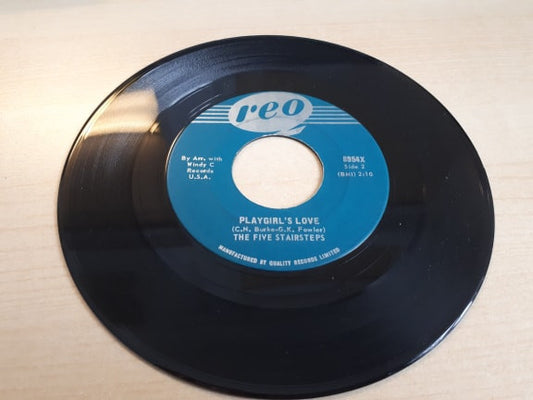 reo
By Arr. with
Windy C
Records
U.S.A.
8954X
Side 2
(BMI) 2:10
PLAYGIRL'S LOVE
(C.H. Burke-G.K. Fowler)
THE FIVE STAIRSTEPS
MANUFACTURED BY QUALITY RECORDS LIMITED